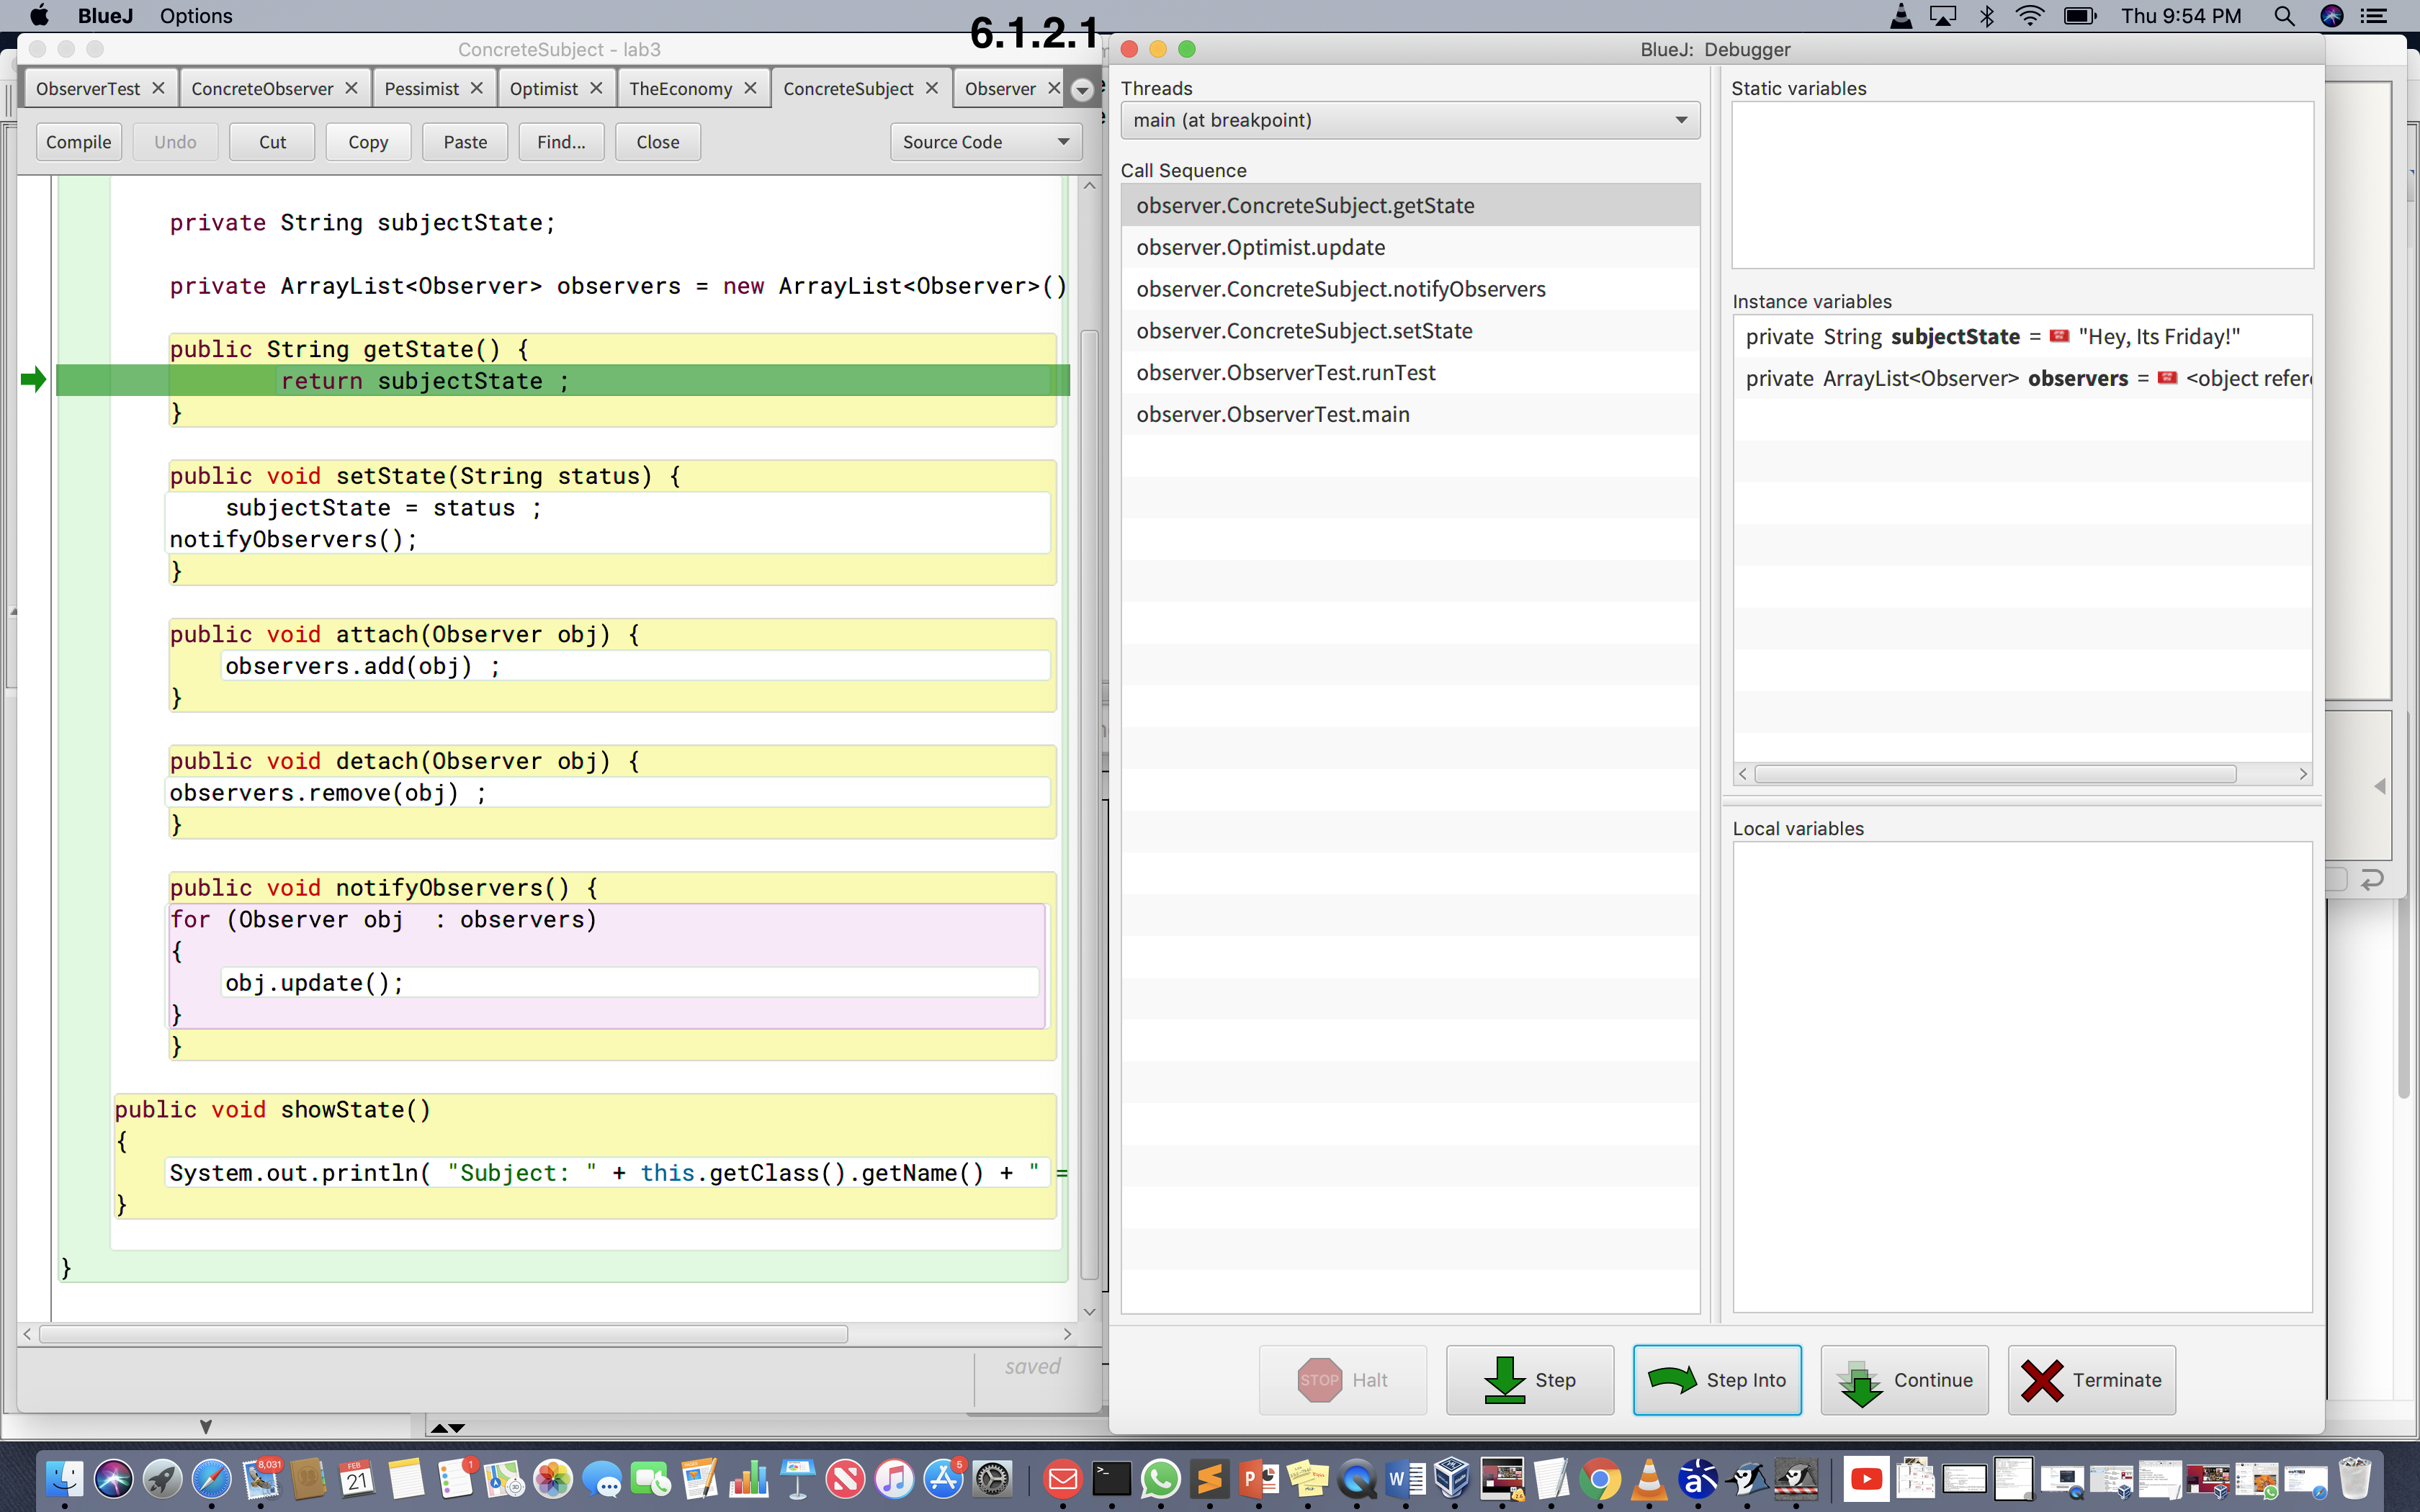 BlueJ Options
Thu 9:54 PM
6.1.2.1
ConcreteSubject - lab3
ObserverTest
ConcreteObserver
Pessimist
Optimist
TheEconomy
ConcreteSubject
Observer
Compile
Undo
Cut
Copy
Paste
Find...
Close
Source Code
private String subjectState;
private ArrayList<Observer> observers = new ArrayList<Observer>()
public String getState() {
return subjectState ;
}
public void setState(String status) {
subjectState = status ;
notifyObservers();
}
public void attach(Observer obj) {
observers.add(obj) ;
}
public void detach(Observer obj) {
observers.remove(obj) ;
}
public void notifyObservers() {
for (Observer obj  : observers)
{
obj.update();
}
}
public void showState()
{
System.out.println( "Subject: " + this.getClass().getName() + " =
}
}
saved
BlueJ: Debugger
Threads
main (at breakpoint)
Call Sequence
observer.ConcreteSubject.getState
observer.Optimist.update
observer.ConcreteSubject.notifyObservers
observer.ConcreteSubject.setState
observer.ObserverTest.runTest
observer.ObserverTest.main
Static variables
Instance variables
private String subjectState = "Hey, Its Friday!"
private ArrayList<Observer> observers = <object refer
Local variables
STOP Halt
Step
Step Into
Continue
Terminate
8,031
FEB
21
1
5